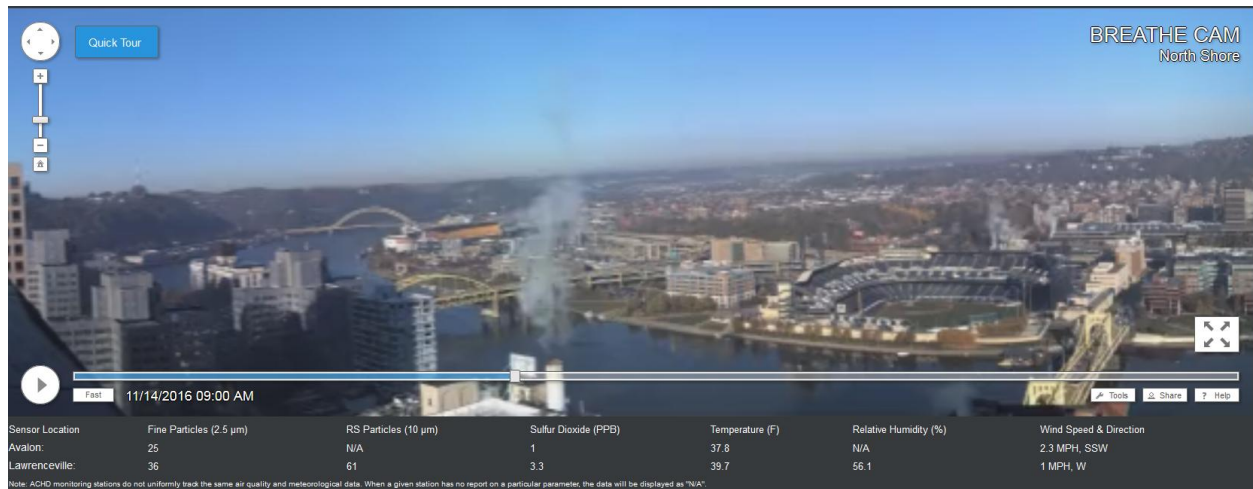 Quick Tour
BREATHE CAM
North Shore
Fast 11/14/2016 09:00 AM
Tools Share ? Help
Sensor Location Fine Particles (2.5 µm) RS Particles (10 µm) Sulfur Dioxide (PPB) Temperature (F) Relative Humidity (%) Wind Speed & Direction
Avalon: 25 N/A 1 37.8 N/A 2.3 MPH, SSW
Lawrenceville: 36 61 3.3 39.7 56.1 1 MPH, W
Note: ACHD monitoring stations do not uniformly track the same air quality and meteorological data. When a given station has no report on a particular parameter, the data will be displayed as "N/A".